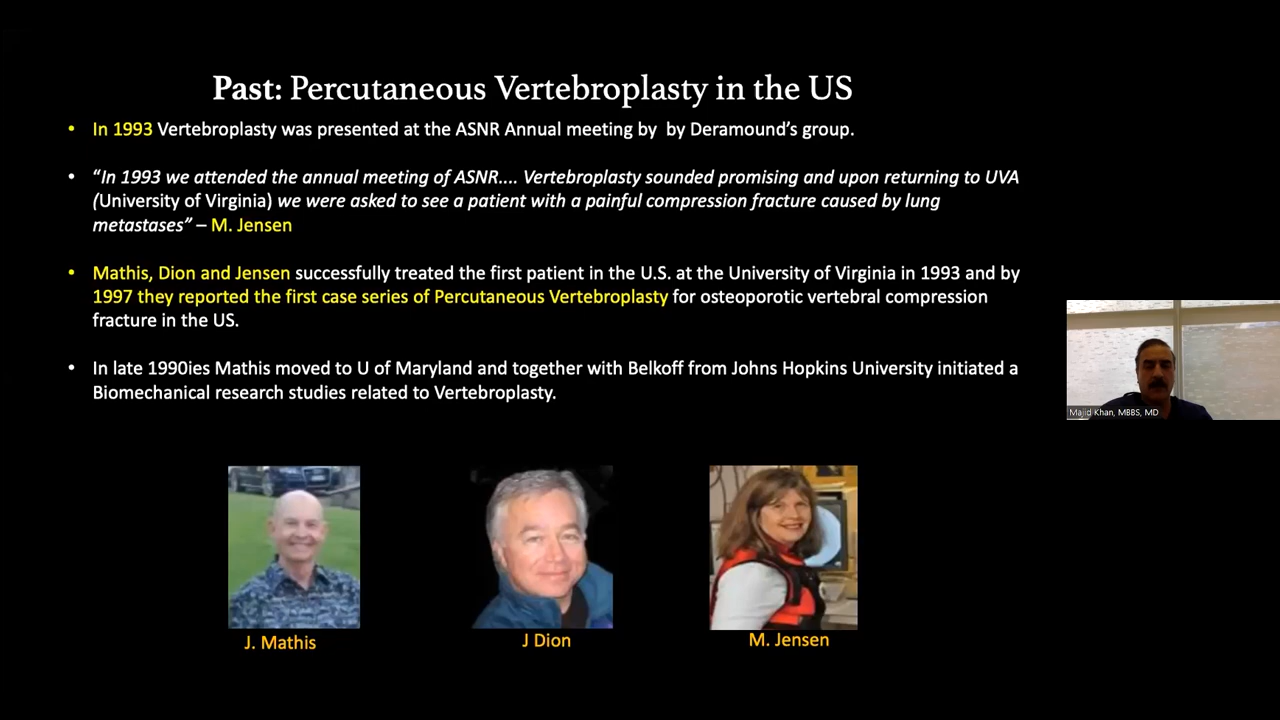 Past: Percutaneous Vertebroplasty in the US
• In 1993 Vertebroplasty was presented at the ASNR Annual meeting by  by Deramound's group.
• “In 1993 we attended the annual meeting of ASNR.... Vertebroplasty sounded promising and upon returning to UVA
(University of Virginia) we were asked to see a patient with a painful compression fracture caused by lung
metastases” – M. Jensen
• Mathis, Dion and Jensen successfully treated the first patient in the U.S. at the University of Virginia in 1993 and by
1997 they reported the first case series of Percutaneous Vertebroplasty for osteoporotic vertebral compression
fracture in the US.
• In late 1990ies Mathis moved to U of Maryland and together with Belkoff from Johns Hopkins University initiated a
Biomechanical research studies related to Vertebroplasty.
Majid Khan, MBBS, MD
J. Mathis
J Dion
M. Jensen